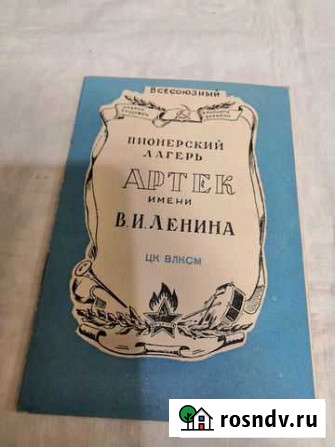 ВСЕСОЮЗНЫЙ
ПИОНЕРСКИЙ
ЛАГЕРЬ
АРТЕК
ИМЕНИ
В.И.ЛЕНИНА
ЦК ВЛКСМ
rosndv.ru